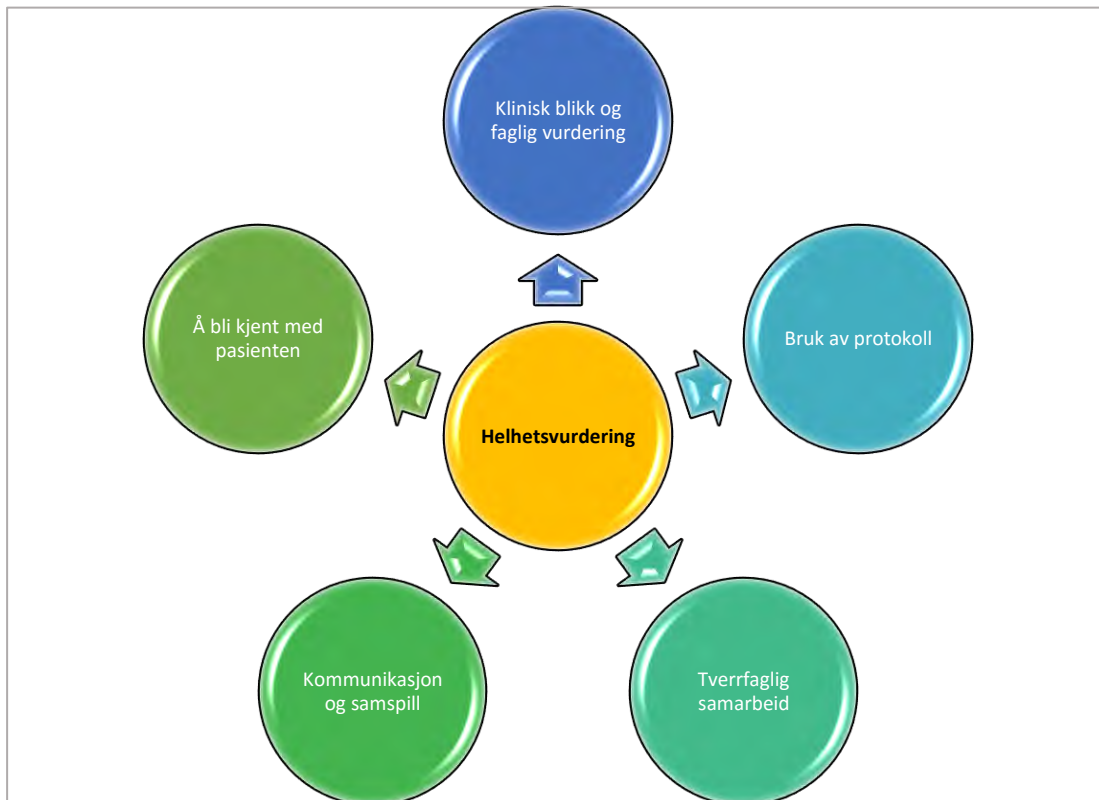 Klinisk blikk og
faglig vurdering
Å bli kjent med
pasienten
Bruk av protokoll
Helhetsvurdering
Kommunikasjon
og samspill
Tverrfaglig
samarbeid